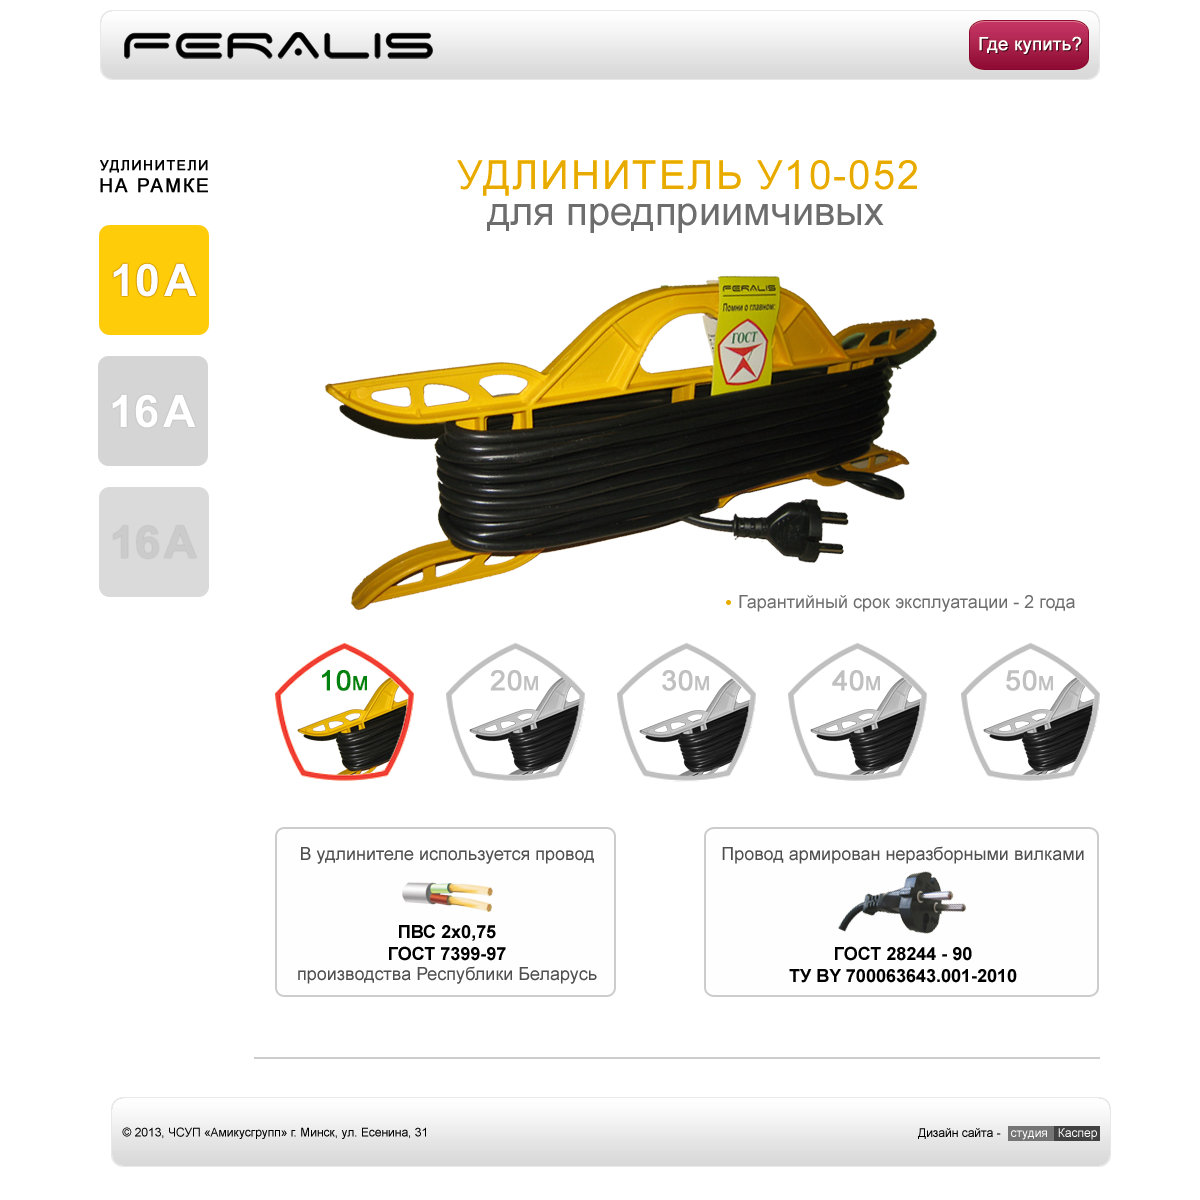 FERALIS
Где купить?
УДЛИНИТЕЛИ
НА РАМКЕ
10 А
16 А
16 А
УДЛИНИТЕЛЬ У10-052
для предприимчивых
FERALIS
Помни о главном:
ГОСТ
• Гарантийный срок эксплуатации - 2 года
10м
20м
30м
40м
50м
В удлинителе используется провод
ПВС 2х0,75
ГОСТ 7399-97
производства Республики Беларусь
Провод армирован неразборными вилками
ГОСТ 28244 - 90
ТУ BY 700063643.001-2010
© 2013, ЧСУП «Амикусгрупп» г. Минск, ул. Есенина, 31
Дизайн сайта - студия Каспер